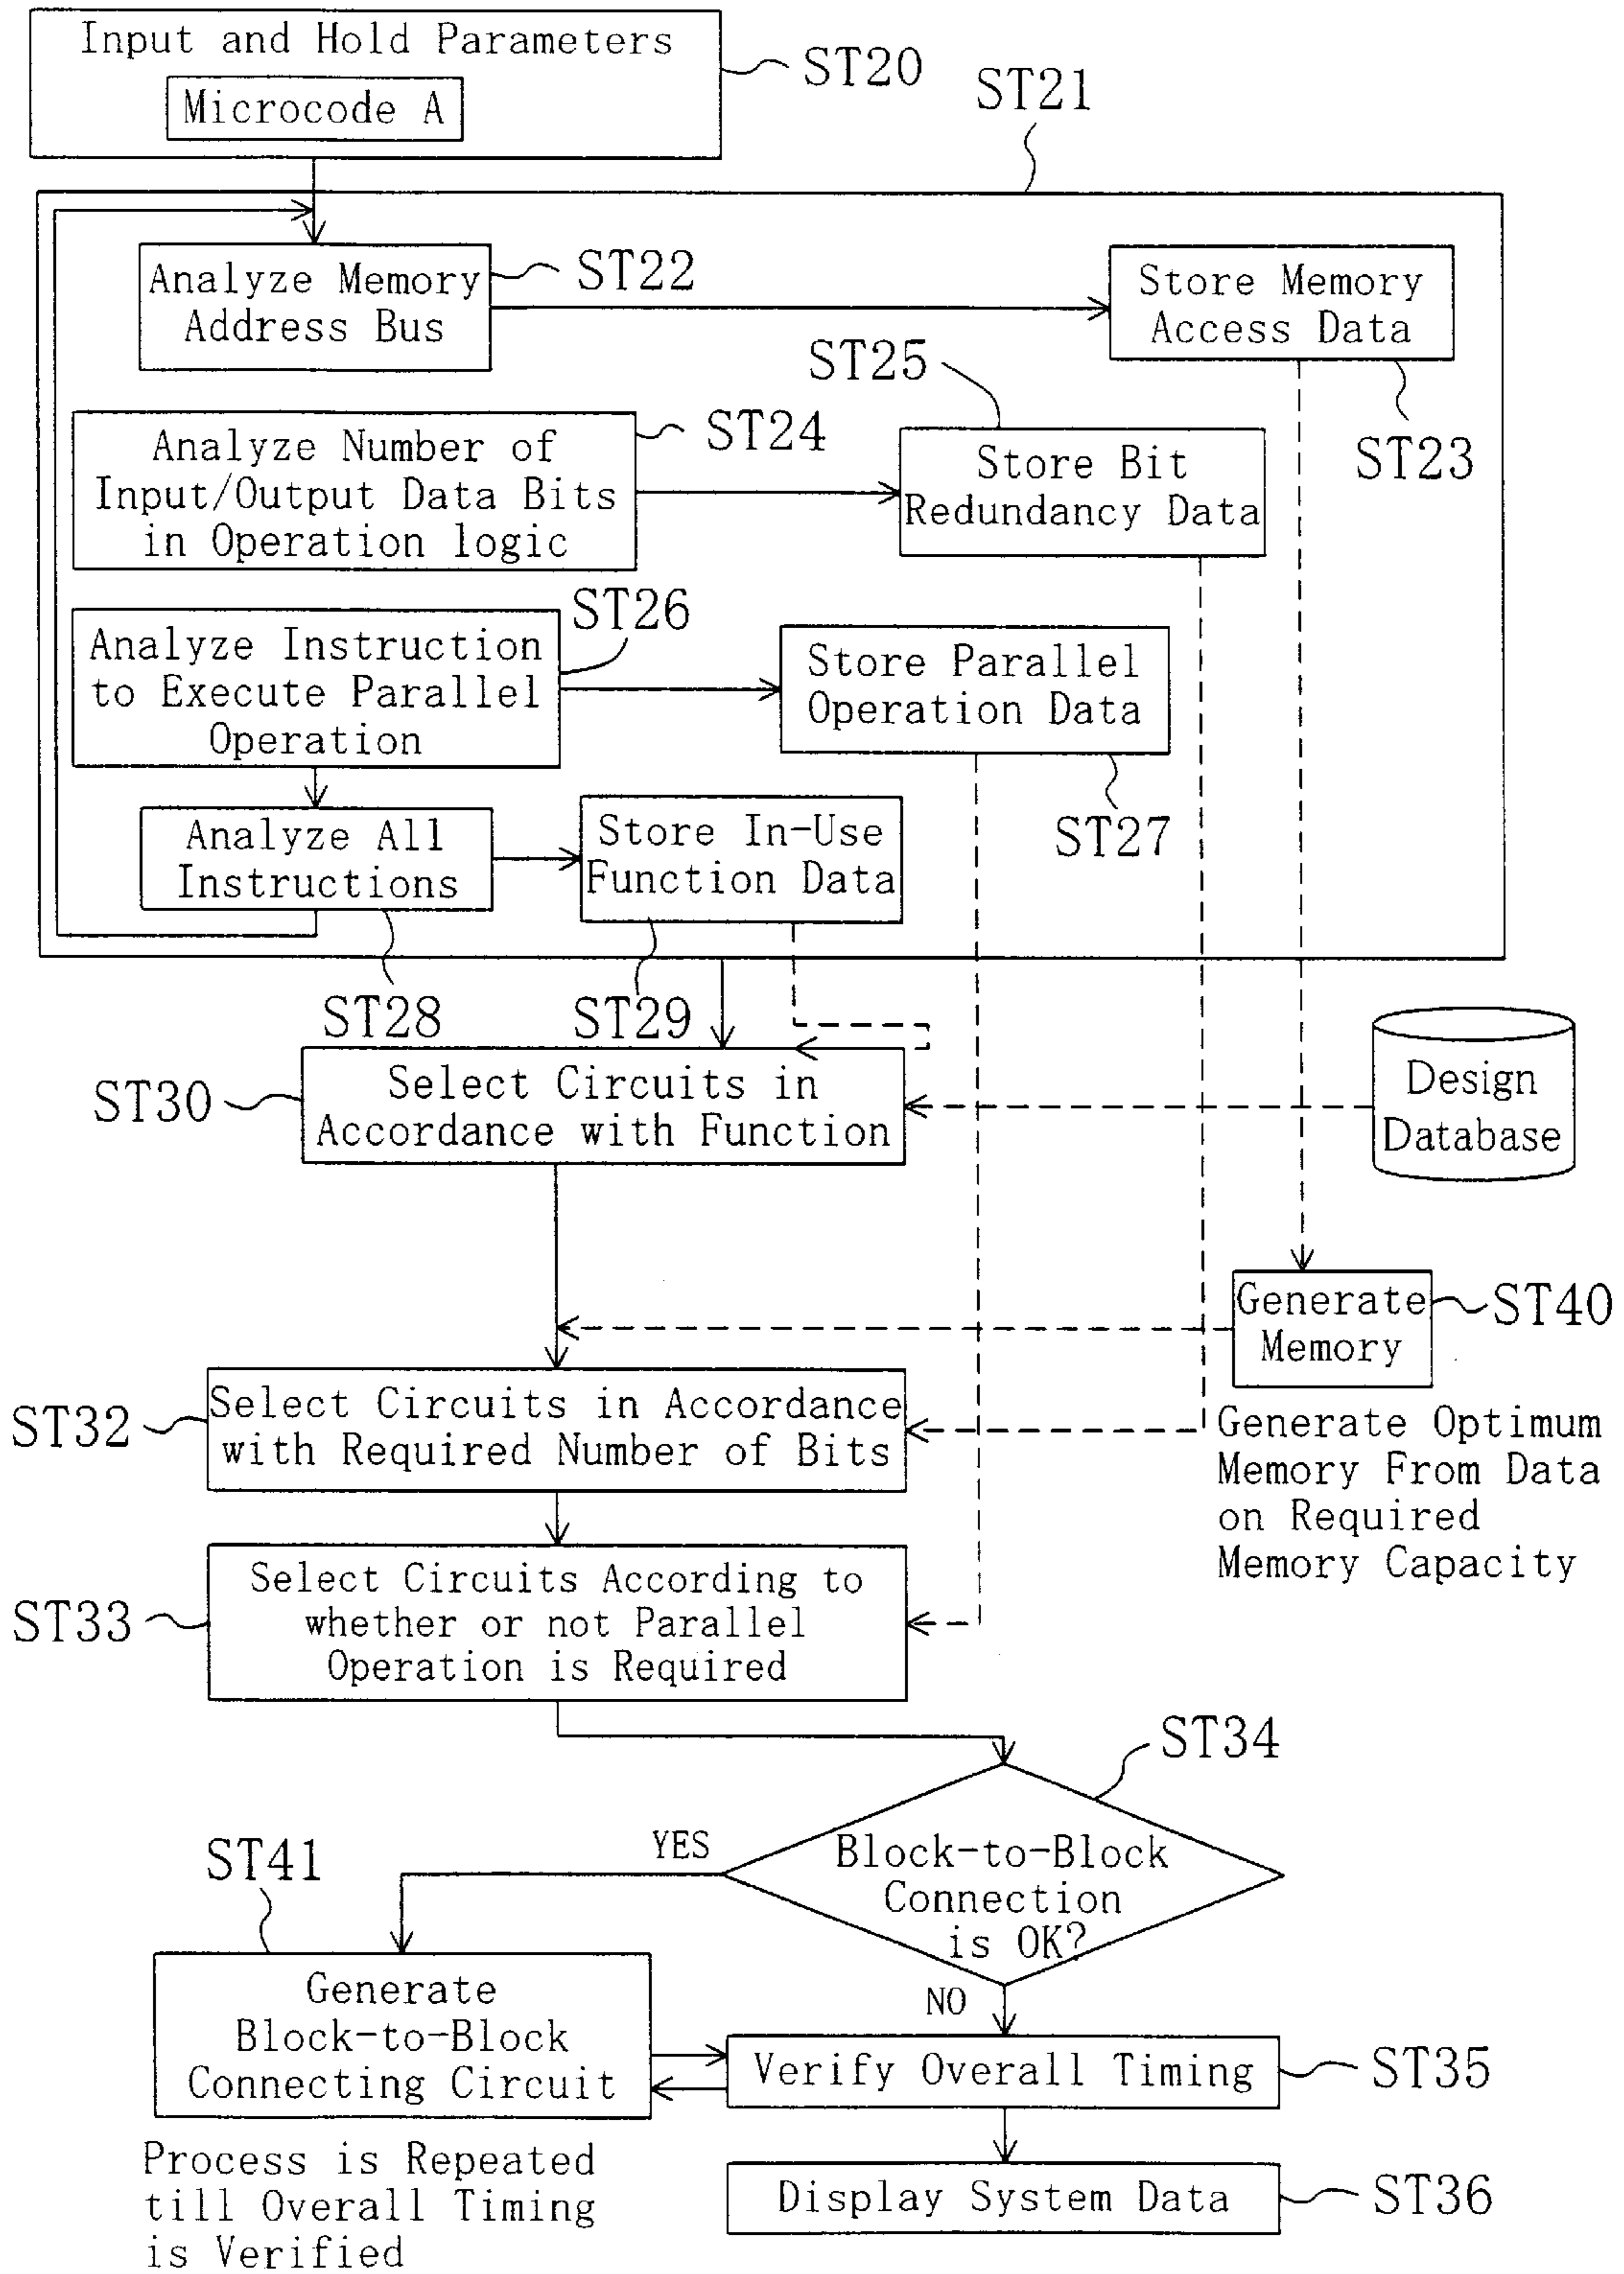 Input and Hold Parameters
Microcode A
ST20
ST21
Analyze Memory
Address Bus
ST22
Store Memory
Access Data
ST23
Analyze Number of
Input/Output Data Bits
in Operation logic
ST24
ST25
Store Bit
Redundancy Data
Analyze Instruction
to Execute Parallel
Operation
ST26
Store Parallel
Operation Data
ST27
Analyze All
Instructions
ST28
Store In-Use
Function Data
ST29
ST30
Select Circuits in
Accordance with Function
Design
Database
Generate
Memory
ST40
Generate Optimum
Memory From Data
on Required
Memory Capacity
ST32
Select Circuits in Accordance
with Required Number of Bits
ST33
Select Circuits According to
whether or not Parallel
Operation is Required
ST34
Block-to-Block
Connection
is OK?
YES
NO
ST41
Generate
Block-to-Block
Connecting Circuit
Process is Repeated
till Overall Timing
is Verified
Verify Overall Timing
ST35
Display System Data
ST36